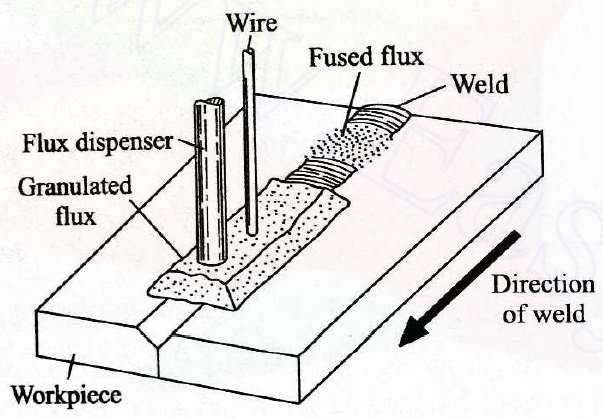 Wire
Fused flux
Weld
Flux dispenser
Granulated
flux
Direction
of weld
Workpiece